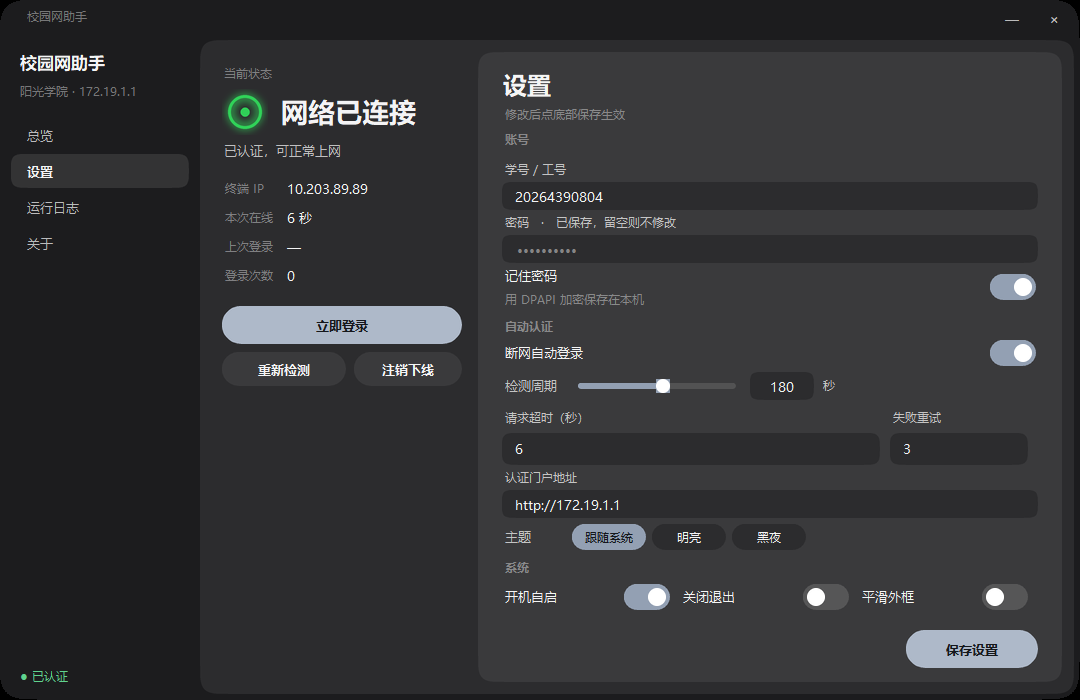 校园网助手
— ×
校园网助手
阳光学院 · 172.19.1.1
总览
设置
运行日志
关于
已认证
当前状态
网络已连接
已认证，可正常上网
终端 IP 10.203.89.89
本次在线 6 秒
上次登录 —
登录次数 0
立即登录
重新检测 注销下线
设置
修改后点底部保存生效
账号
学号 / 工号
20264390804
密码 · 已保存，留空则不修改
••••••••••
记住密码
用 DPAPI 加密保存在本机
自动认证
断网自动登录
检测周期 180 秒
请求超时（秒） 失败重试
6 3
认证门户地址
http://172.19.1.1
主题 跟随系统 明亮 黑夜
系统
开机自启 关闭退出 平滑外框
保存设置